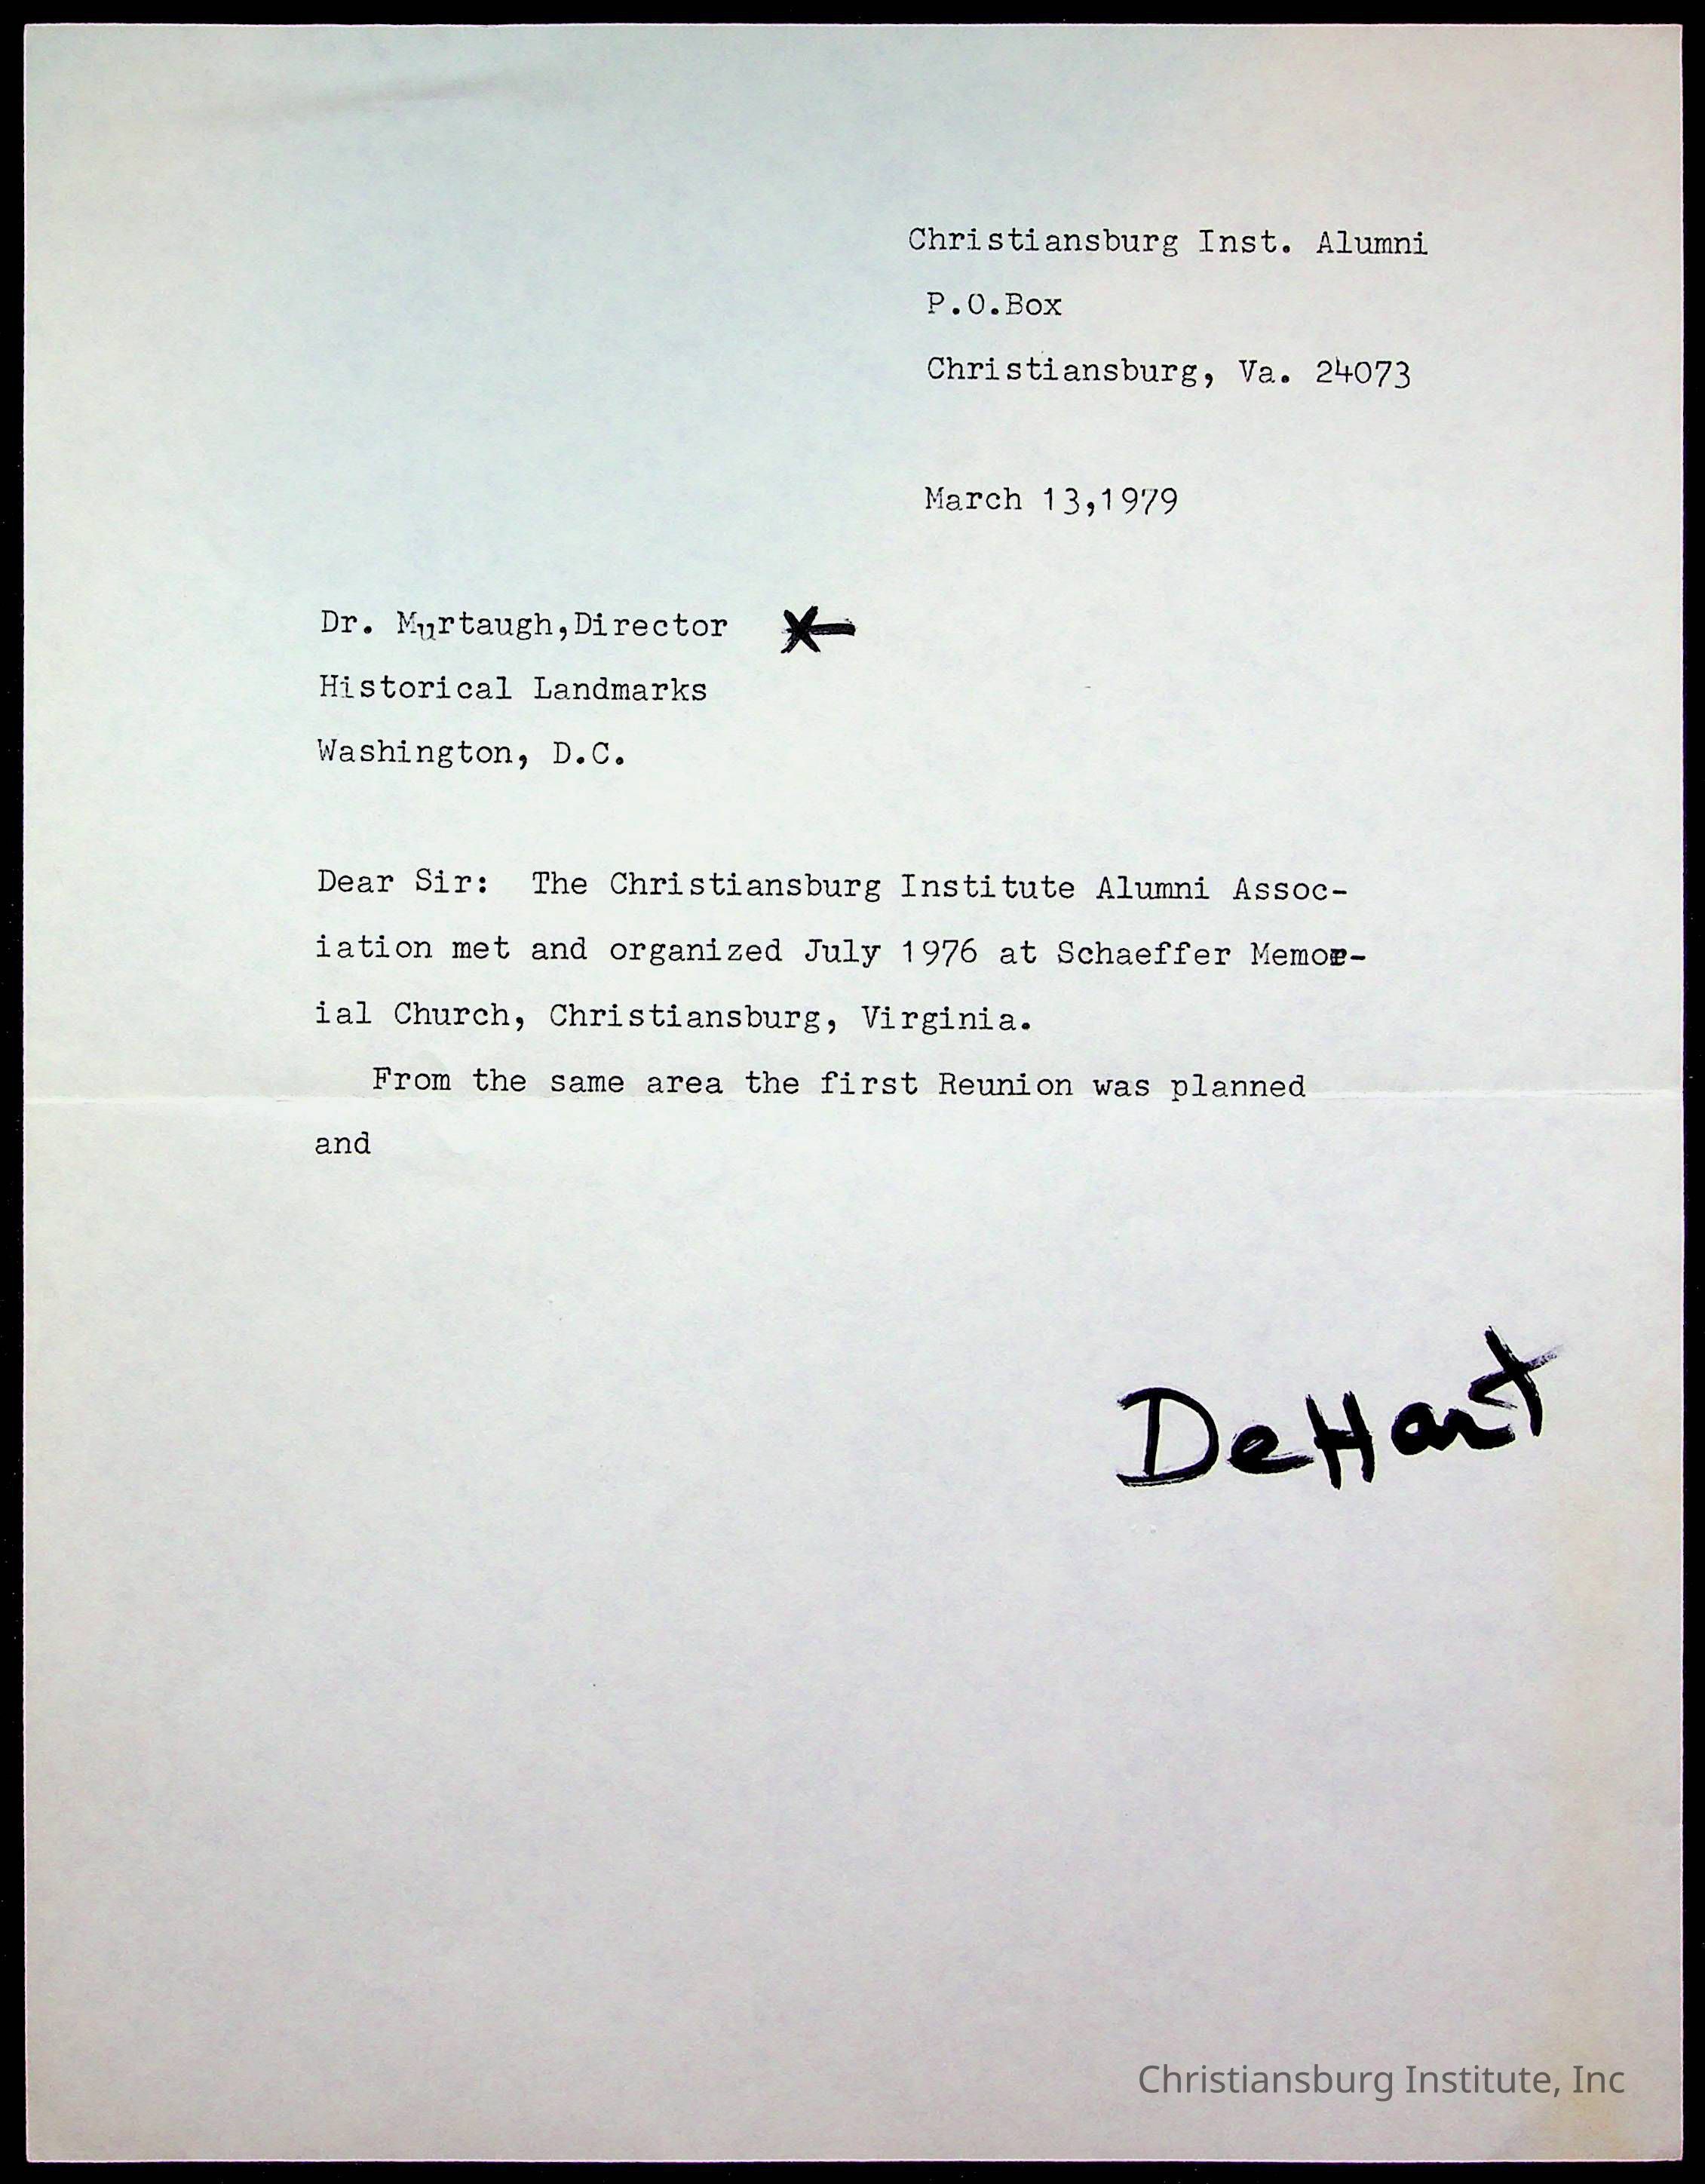 Christiansburg Inst. Alumni
P.O.Box
Christiansburg, Va. 24073
March 13,1979
Dr. Murtaugh,Director
Historical Landmarks
Washington, D.C.
Dear Sir: The Christiansburg Institute Alumni Assoc-
iation met and organized July 1976 at Schaeffer Memor-
ial Church, Christiansburg, Virginia.
From the same area the first Reunion was planned
and
DeHart
Christiansburg Institute, Inc